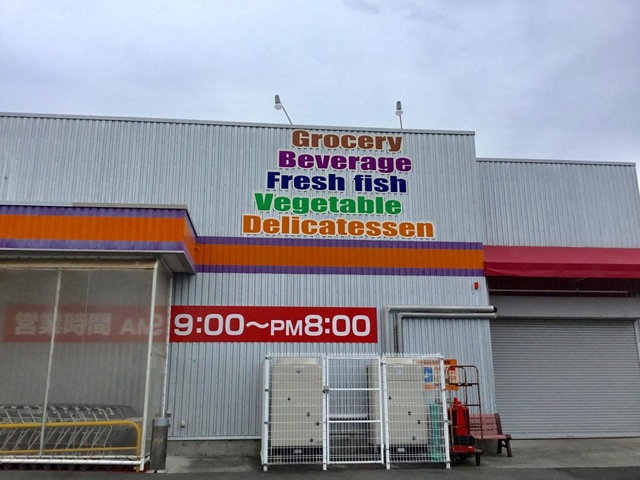 Grocery
Beverage
Fresh fish
Vegetable
Delicatessen
営業時間 AM9:00〜PM8:00